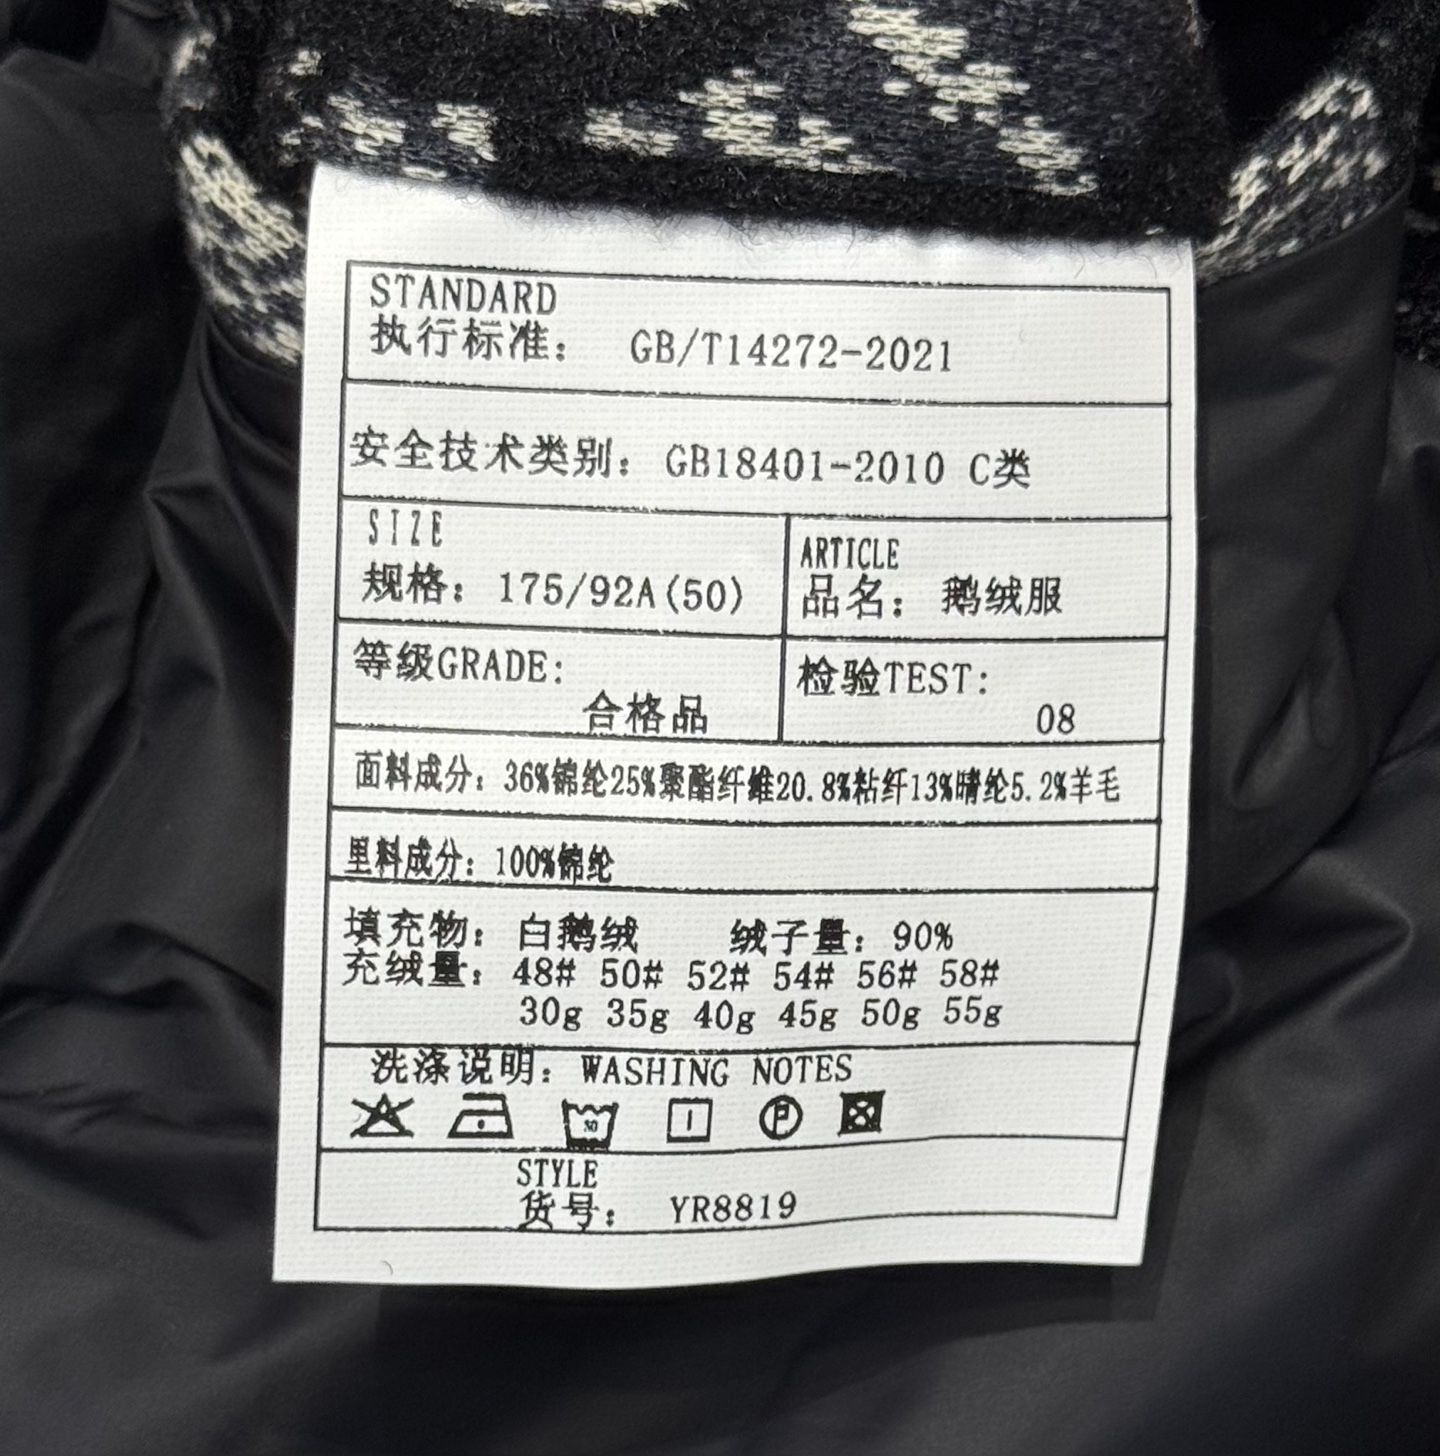 STANDARD
执行标准： GB/T14272-2021
安全技术类别：GB18401-2010 C类
SIZE
规格：175/92A(50)
ARTICLE
品名：鹅绒服
等级GRADE:
合格品
检验TEST:
08
面料成分：36%锦纶25%聚酯纤维20.8%粘纤13%晴纶5.2%羊毛
里料成分：100%锦纶
填充物：白鹅绒 绒子量：90%
充绒量：48# 50# 52# 54# 56# 58#
30g 35g 40g 45g 50g 55g
洗涤说明：WASHING NOTES
30 P
STYLE
货号： YR8819